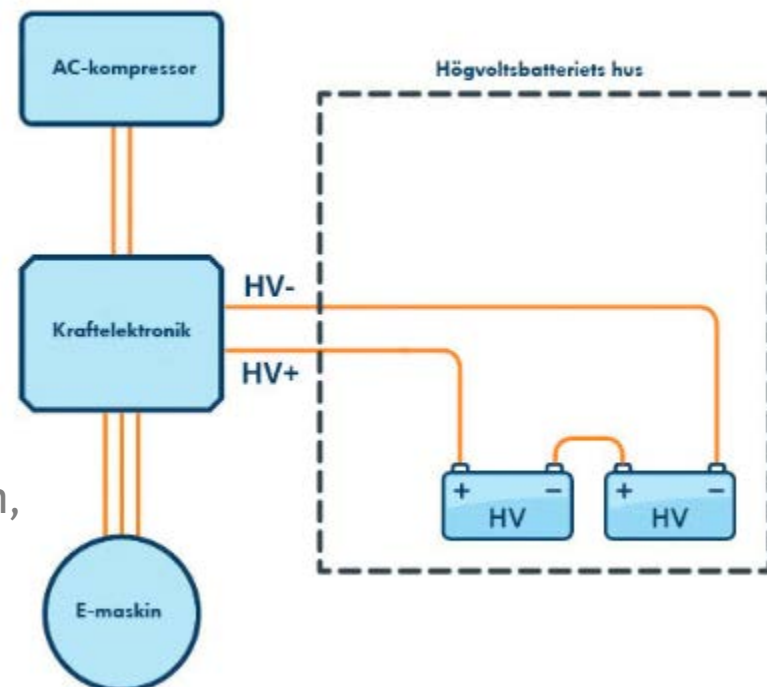 AC-kompressor
Högvoltsbatteriets hus
HV-
Kraftelektronik
HV+
n,
+ − + −
HV HV
E-maskin